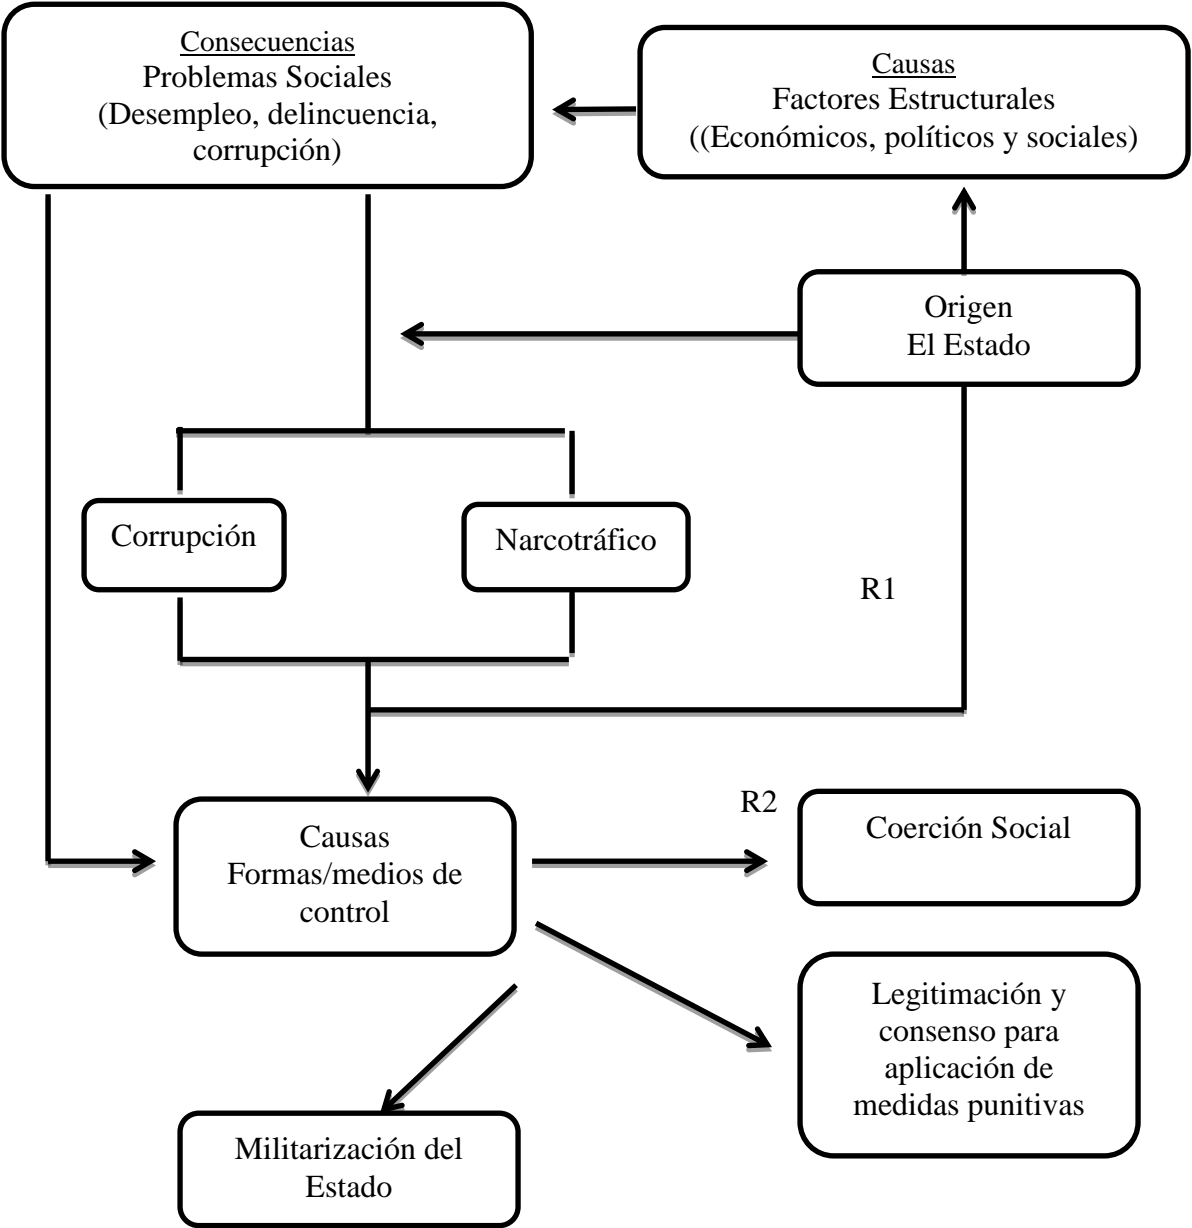 Consecuencias
Problemas Sociales
(Desempleo, delincuencia,
corrupción)
Causas
Factores Estructurales
((Económicos, políticos y sociales)
Origen
El Estado
Corrupción
Narcotráfico
R1
Causas
Formas/medios de
control
R2
Coerción Social
Legitimación y
consenso para
aplicación de
medidas punitivas
Militarización del
Estado